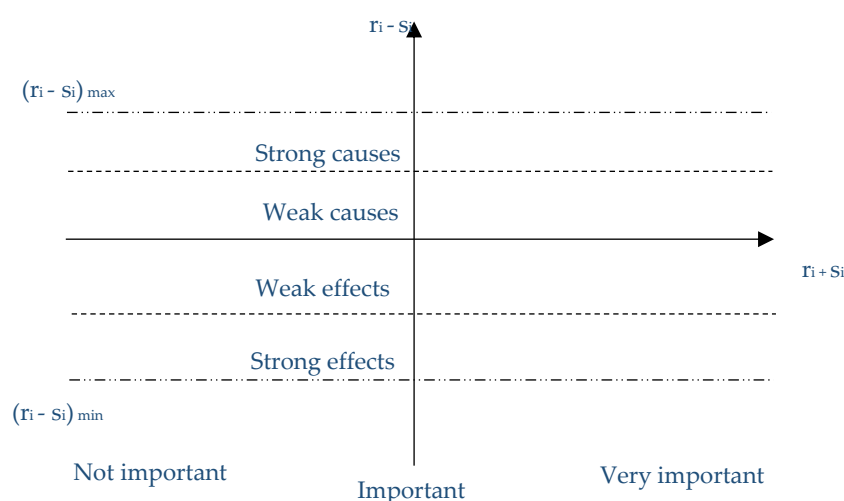 rᵢ - sᵢ
(rᵢ - sᵢ) max
Strong causes
Weak causes
rᵢ + sᵢ
Weak effects
Strong effects
(rᵢ - sᵢ) min
Not important
Important
Very important